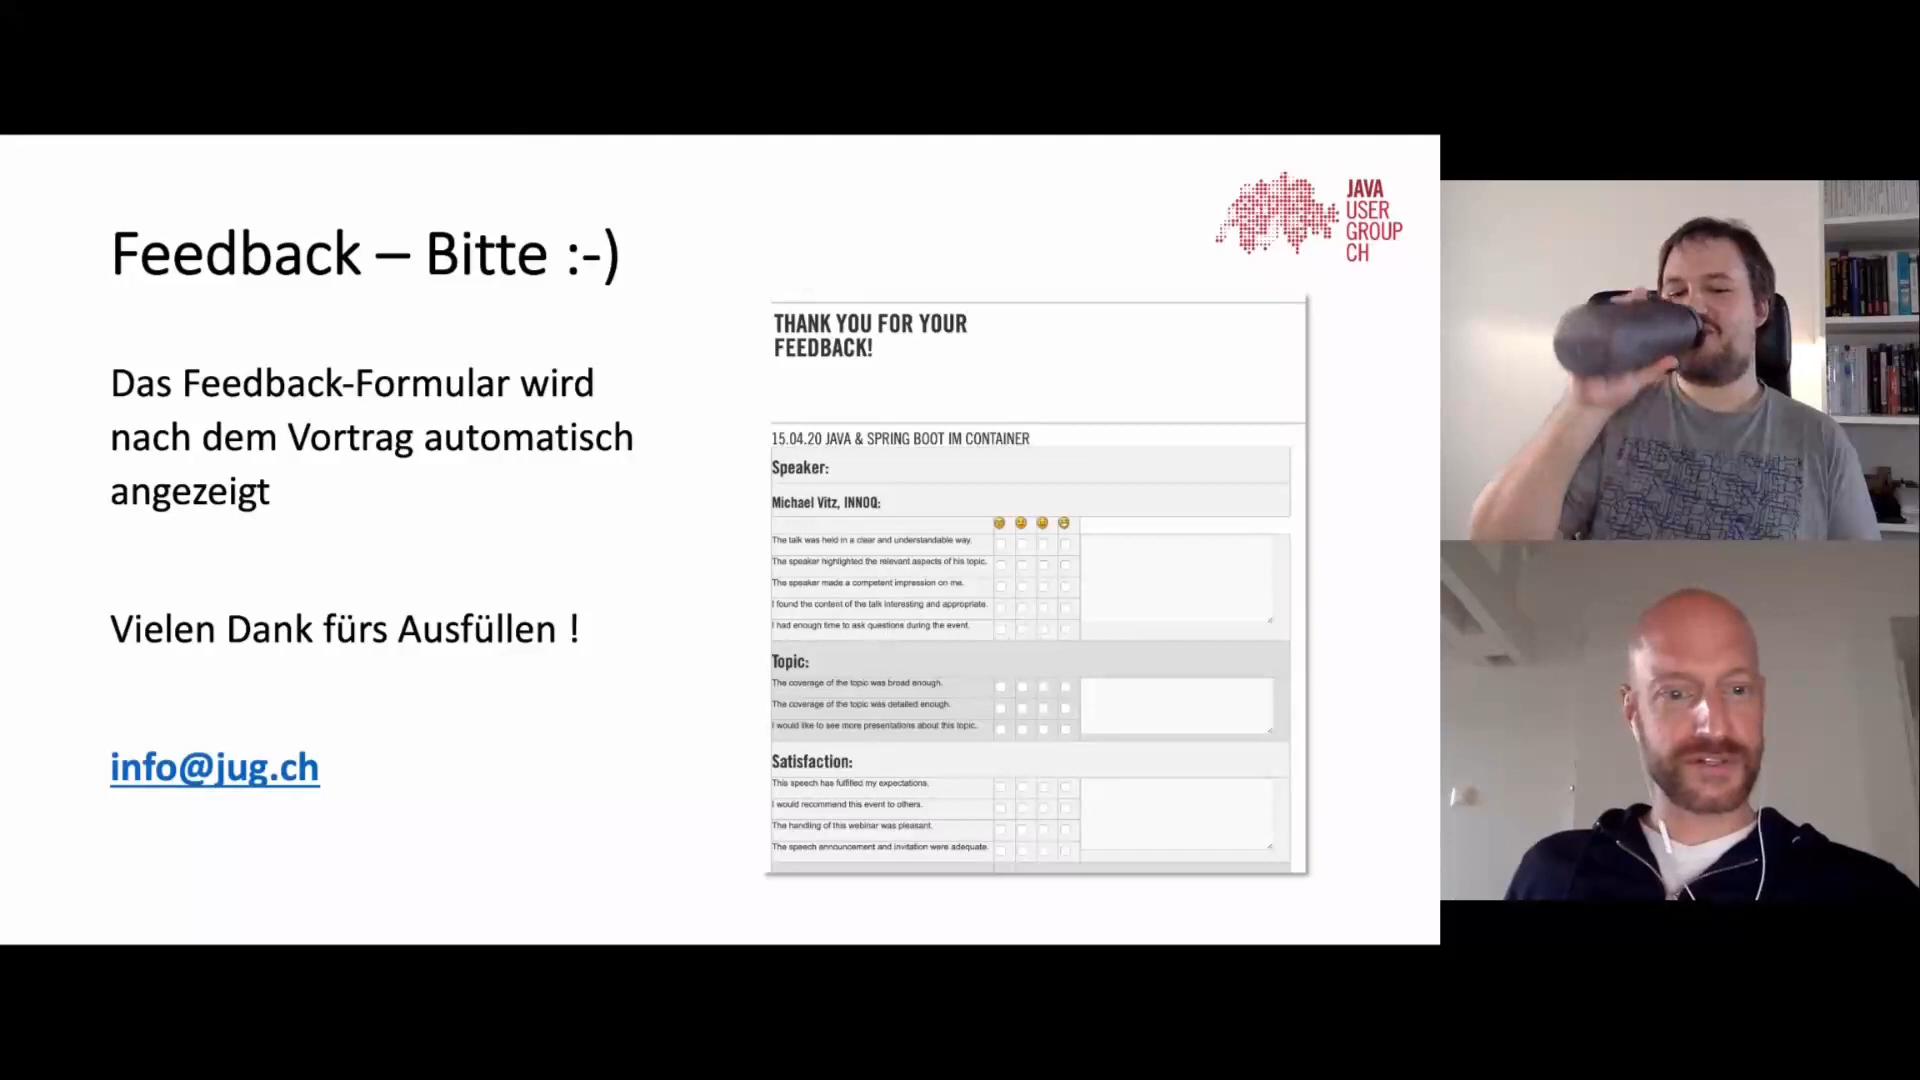 Feedback – Bitte :-)
JAVA
USER
GROUP
CH
Das Feedback-Formular wird
nach dem Vortrag automatisch
angezeigt
Vielen Dank fürs Ausfüllen !
info@jug.ch
THANK YOU FOR YOUR
FEEDBACK!
15.04.20 JAVA & SPRING BOOT IM CONTAINER
Speaker:
Michael Vitz, INNOQ:
The talk was held in a clear and understandable way.
The speaker highlighted the relevant aspects of his topic.
The speaker made a competent impression on me.
I found the content of the talk interesting and appropriate.
I had enough time to ask questions during the event.
Topic:
The coverage of the topic was broad enough.
The coverage of the topic was detailed enough.
I would like to see more presentations about this topic.
Satisfaction:
This speech has fulfilled my expectations.
I would recommend this event to others.
The handling of this webinar was pleasant.
The speech announcement and invitation were adequate.